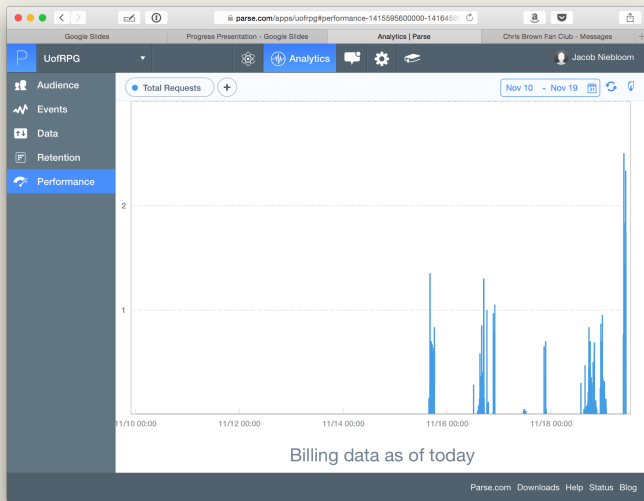 parse.com/apps/uofrpg#performance-1415595600000-14164598
Google Slides
Progress Presentation - Google Slides
Analytics | Parse
Chris Brown Fan Club - Messages
UofRPG
Analytics
Jacob Niebloom
Audience
Events
Data
Retention
Performance
Total Requests
Nov 10 - Nov 19
2
1
11/10 00:00
11/12 00:00
11/14 00:00
11/16 00:00
11/18 00:00
Billing data as of today
Parse.com Downloads Help Status Blog